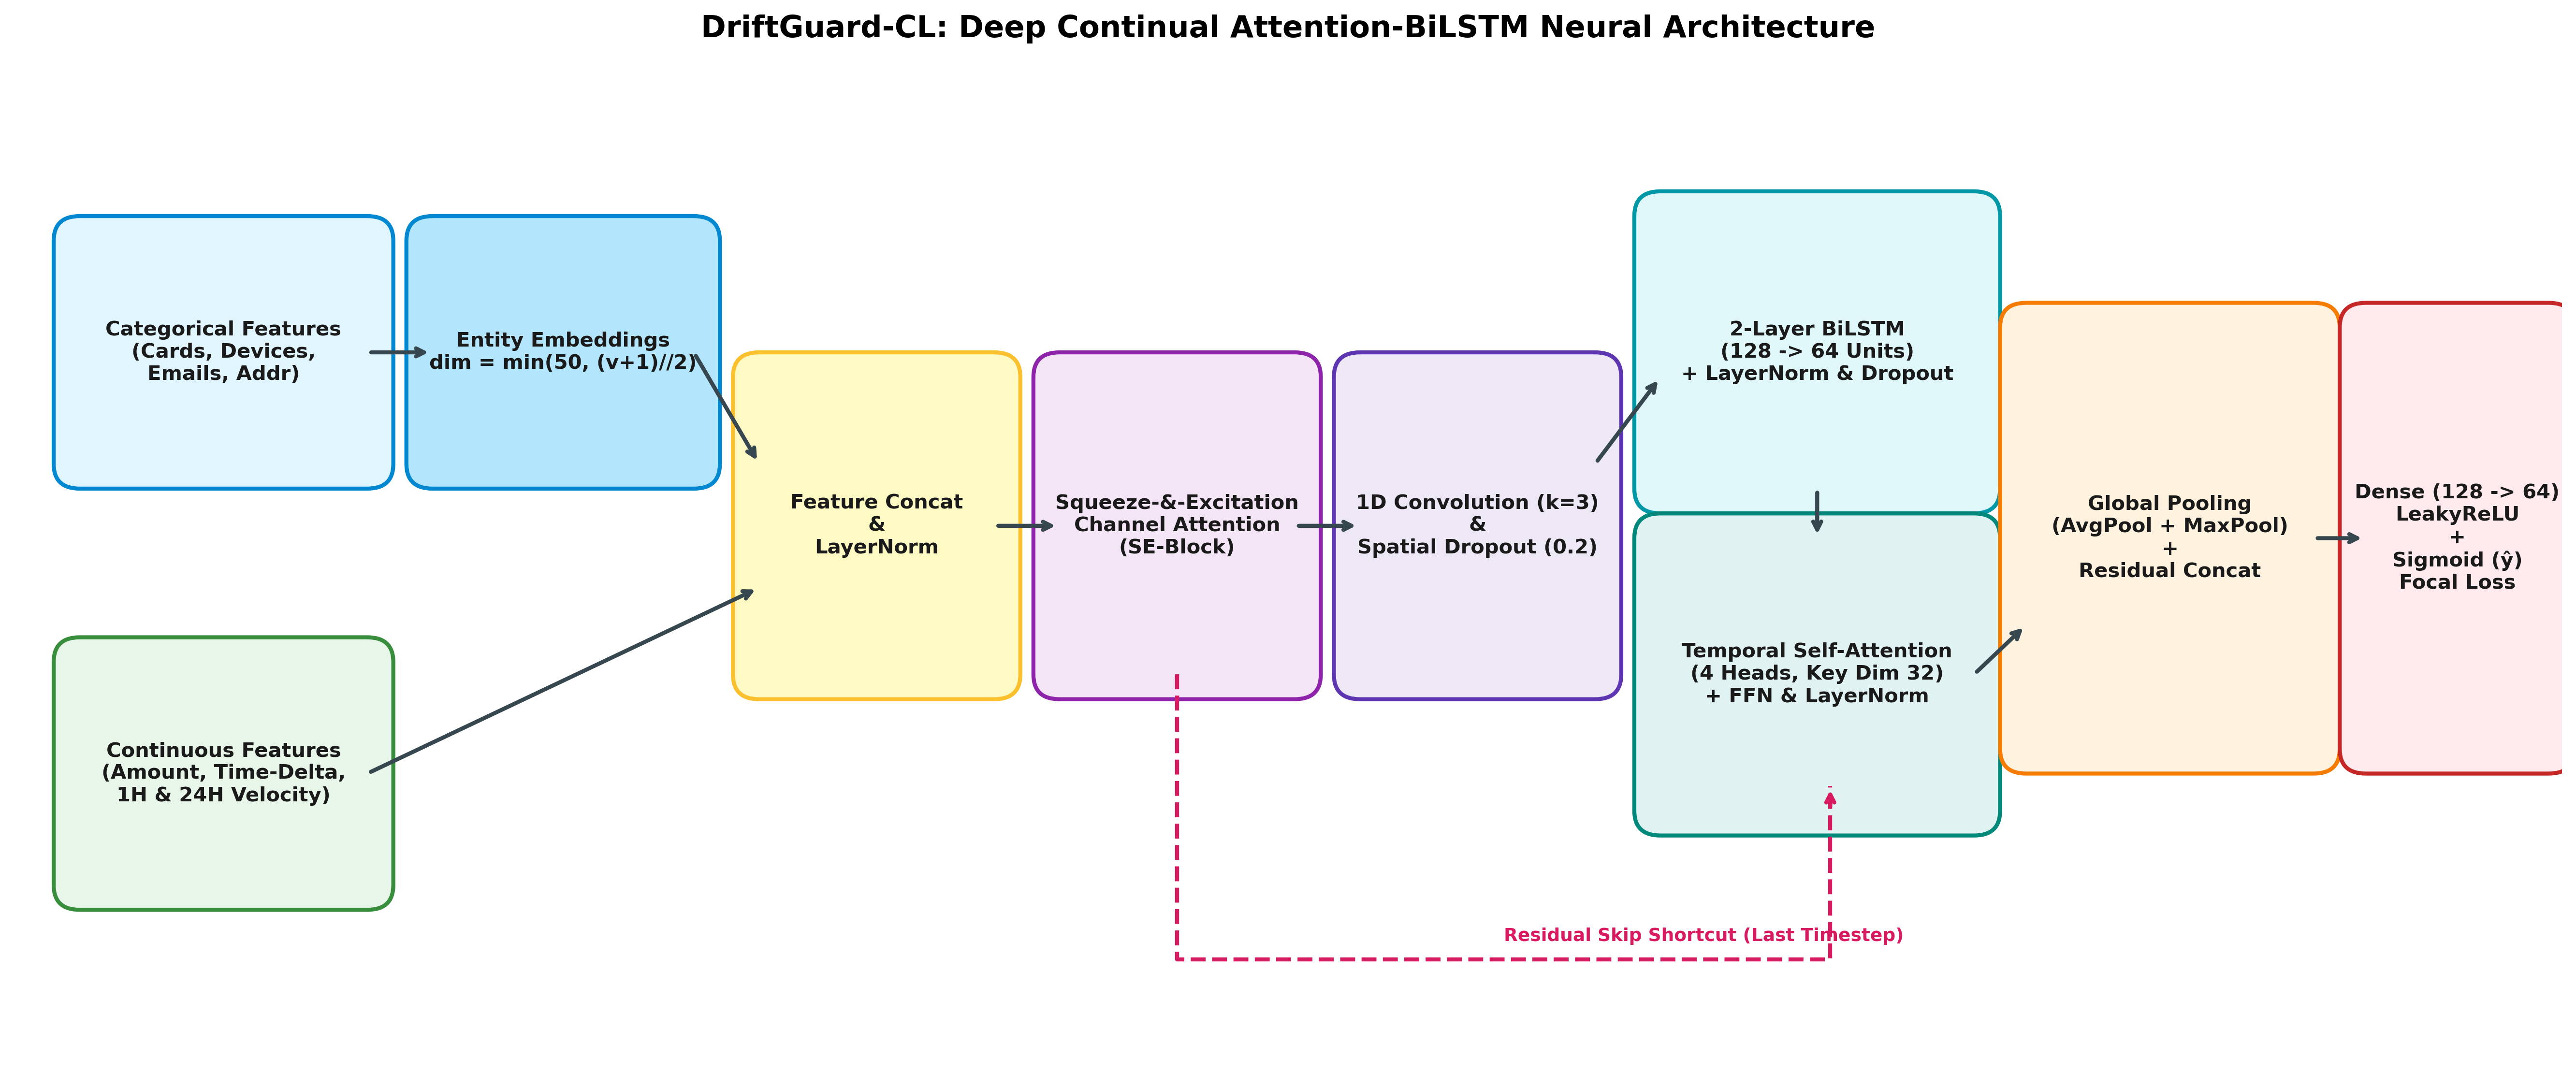 DriftGuard-CL: Deep Continual Attention-BiLSTM Neural Architecture
Categorical Features
(Cards, Devices,
Emails, Addr)
Entity Embeddings
dim = min(50, (v+1)//2)
Continuous Features
(Amount, Time-Delta,
1H & 24H Velocity)
Feature Concat
&
LayerNorm
Squeeze-&-Excitation
Channel Attention
(SE-Block)
1D Convolution (k=3)
&
Spatial Dropout (0.2)
2-Layer BiLSTM
(128 -> 64 Units)
+ LayerNorm & Dropout
Temporal Self-Attention
(4 Heads, Key Dim 32)
+ FFN & LayerNorm
Global Pooling
(AvgPool + MaxPool)
+
Residual Concat
Dense (128 -> 64)
LeakyReLU
+
Sigmoid (ŷ)
Focal Loss
Residual Skip Shortcut (Last Timestep)